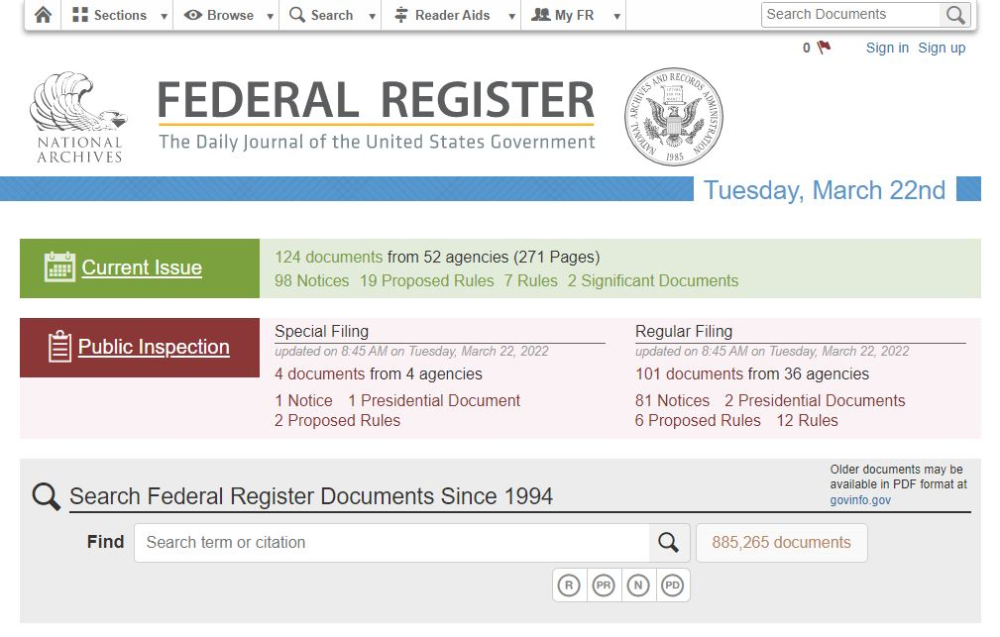 Sections ▾ Browse ▾ Search ▾ Reader Aids ▾ My FR ▾ Search Documents
0 Sign in Sign up
NATIONAL ARCHIVES
FEDERAL REGISTER
The Daily Journal of the United States Government
NATIONAL ARCHIVES AND RECORDS ADMINISTRATION
1985
Tuesday, March 22nd
Current Issue
124 documents from 52 agencies (271 Pages)
98 Notices 19 Proposed Rules 7 Rules 2 Significant Documents
Public Inspection
Special Filing
updated on 8:45 AM on Tuesday, March 22, 2022
4 documents from 4 agencies
1 Notice 1 Presidential Document
2 Proposed Rules
Regular Filing
updated on 8:45 AM on Tuesday, March 22, 2022
101 documents from 36 agencies
81 Notices 2 Presidential Documents
6 Proposed Rules 12 Rules
Search Federal Register Documents Since 1994
Older documents may be
available in PDF format at
govinfo.gov
Find Search term or citation 885,265 documents
R PR N PD